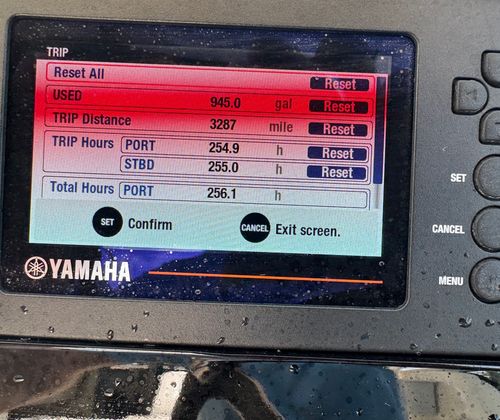 TRIP
Reset All Reset
USED 945.0 gal Reset
TRIP Distance 3287 mile Reset
TRIP Hours PORT 254.9 h Reset
STBD 255.0 h Reset
Total Hours PORT 256.1 h
SET Confirm CANCEL Exit screen.
YAMAHA
SET
CANCEL
MENU